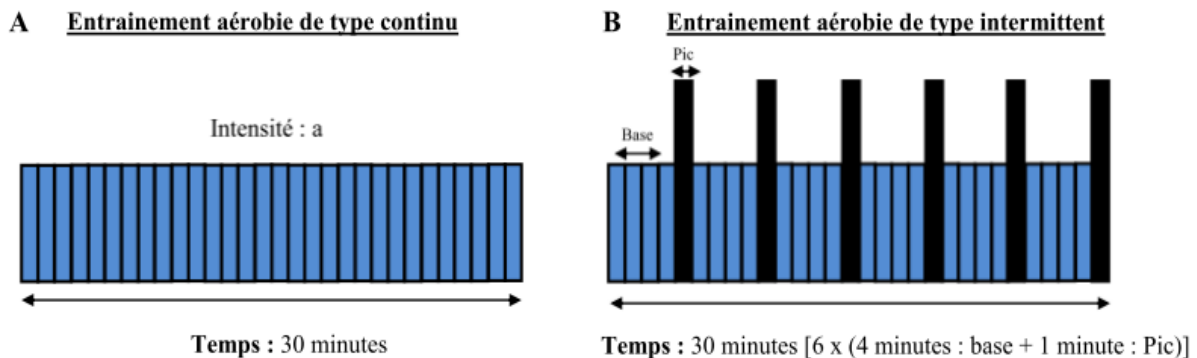 A Entrainement aérobie de type continu
Intensité : a
Temps : 30 minutes
B Entrainement aérobie de type intermittent
Pic
Base
Temps : 30 minutes [6 x (4 minutes : base + 1 minute : Pic)]